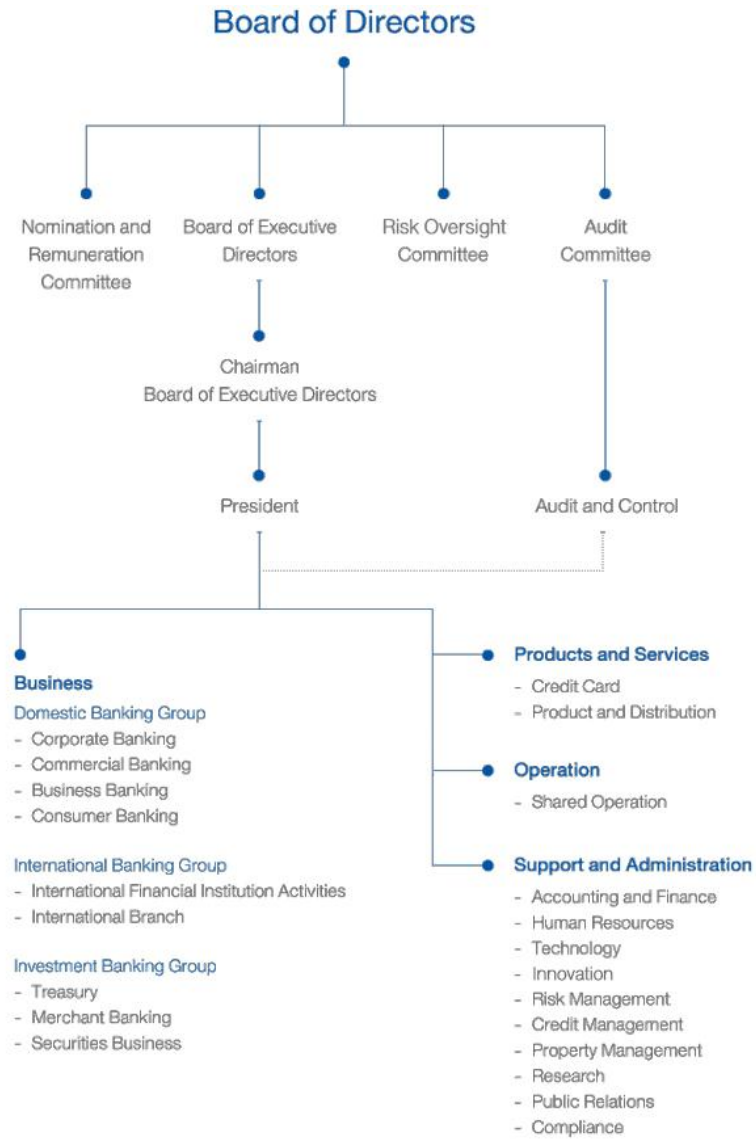 Board of Directors
Nomination and
Remuneration
Committee
Board of Executive
Directors
Risk Oversight
Committee
Audit
Committee
Chairman
Board of Executive Directors
President
Audit and Control
Business
Domestic Banking Group
- Corporate Banking
- Commercial Banking
- Business Banking
- Consumer Banking
International Banking Group
- International Financial Institution Activities
- International Branch
Investment Banking Group
- Treasury
- Merchant Banking
- Securities Business
Products and Services
- Credit Card
- Product and Distribution
Operation
- Shared Operation
Support and Administration
- Accounting and Finance
- Human Resources
- Technology
- Innovation
- Risk Management
- Credit Management
- Property Management
- Research
- Public Relations
- Compliance